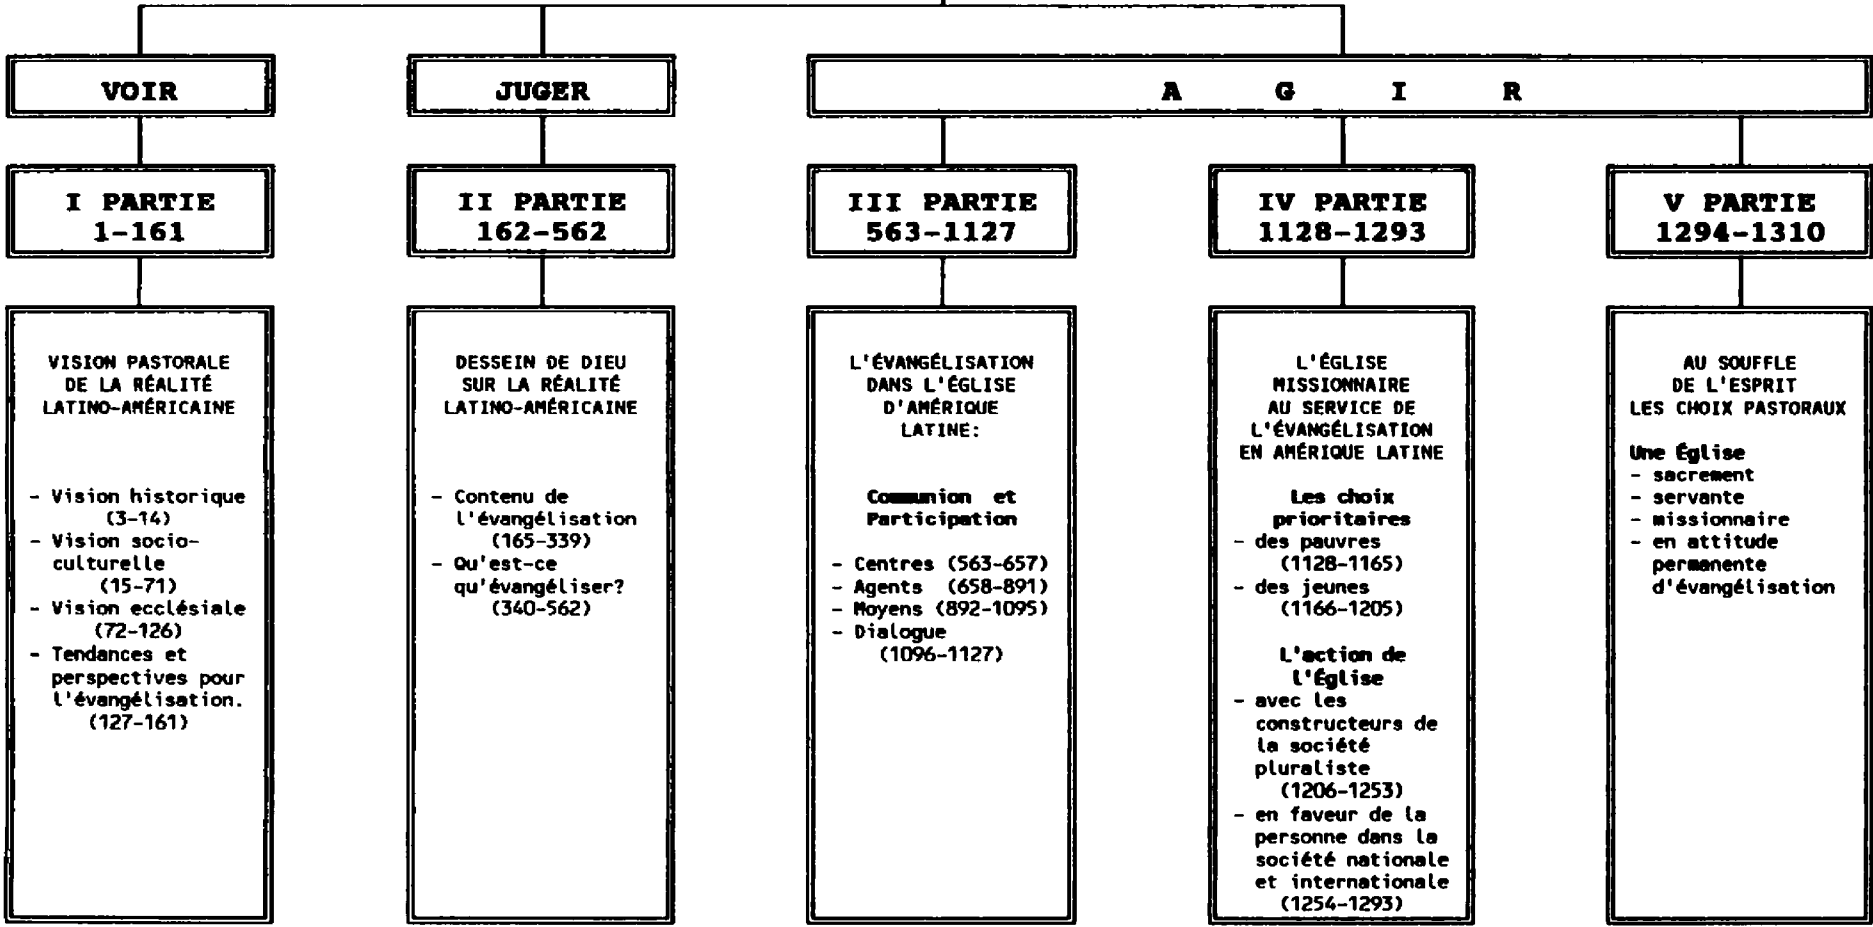 VOIR
JUGER
A G I R
I PARTIE
1-161
II PARTIE
162-562
III PARTIE
563-1127
IV PARTIE
1128-1293
V PARTIE
1294-1310
VISION PASTORALE
DE LA RÉALITÉ
LATINO-AMÉRICAINE
- Vision historique
(3-14)
- Vision socio-
culturelle
(15-71)
- Vision ecclésiale
(72-126)
- Tendances et
perspectives pour
l'évangélisation.
(127-161)
DESSEIN DE DIEU
SUR LA RÉALITÉ
LATINO-AMÉRICAINE
- Contenu de
l'évangélisation
(165-339)
- Qu'est-ce
qu'évangéliser?
(340-562)
L'ÉVANGÉLISATION
DANS L'ÉGLISE
D'AMÉRIQUE
LATINE:
Communion et
Participation
- Centres (563-657)
- Agents (658-891)
- Moyens (892-1095)
- Dialogue
(1096-1127)
L'ÉGLISE
MISSIONNAIRE
AU SERVICE DE
L'ÉVANGÉLISATION
EN AMÉRIQUE LATINE
Les choix
prioritaires
- des pauvres
(1128-1165)
- des jeunes
(1166-1205)
L'action de
l'Église
- avec les
constructeurs de
la société
pluraliste
(1206-1253)
- en faveur de la
personne dans la
société nationale
et internationale
(1254-1293)
AU SOUFFLE
DE L'ESPRIT
LES CHOIX PASTORAUX
Une Église
- sacrement
- servante
- missionnaire
- en attitude
permanente
d'évangélisation